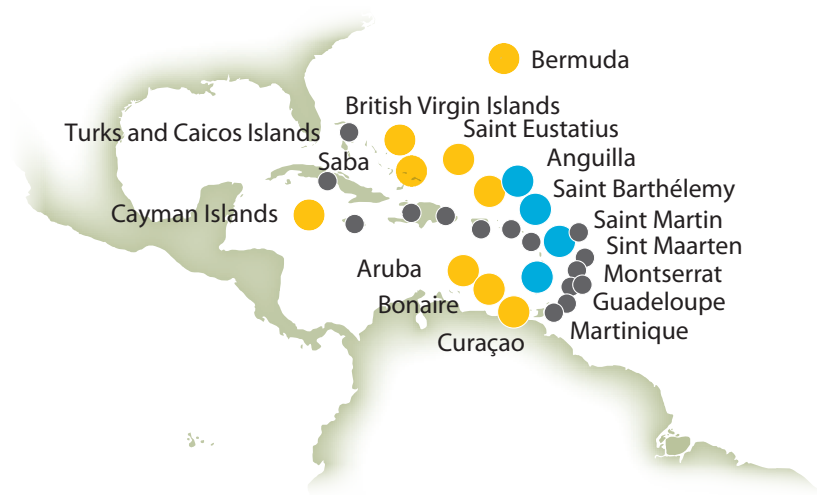 Bermuda
British Virgin Islands
Saint Eustatius
Turks and Caicos Islands
Saba
Anguilla
Saint Barthélemy
Cayman Islands
Saint Martin
Sint Maarten
Aruba
Montserrat
Bonaire
Guadeloupe
Martinique
Curaçao